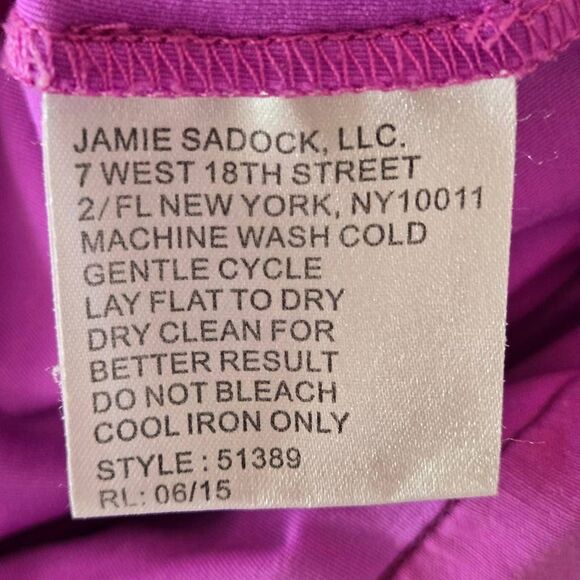 JAMIE SADOCK, LLC.
7 WEST 18TH STREET
2/FL NEW YORK, NY10011
MACHINE WASH COLD
GENTLE CYCLE
LAY FLAT TO DRY
DRY CLEAN FOR
BETTER RESULT
DO NOT BLEACH
COOL IRON ONLY
STYLE : 51389
RL: 06/15